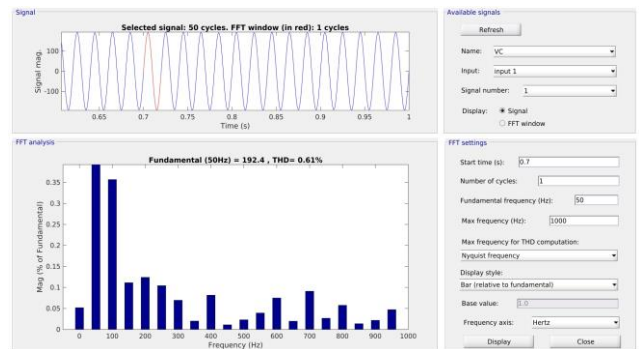 Signal
Selected signal: 50 cycles. FFT window (in red): 1 cycles
Signal mag.
100
0
-100
0.65 0.7 0.75 0.8 0.85 0.9 0.95 1
Time (s)
FFT analysis
Fundamental (50Hz) = 192.4 , THD= 0.61%
Mag (% of Fundamental)
0.35
0.3
0.25
0.2
0.15
0.1
0.05
0
0 100 200 300 400 500 600 700 800 900 1000
Frequency (Hz)
Available signals
Refresh
Name: VC
Input: input 1
Signal number: 1
Display: Signal
FFT window
FFT settings
Start time (s): 0.7
Number of cycles: 1
Fundamental frequency (Hz): 50
Max frequency (Hz): 1000
Max frequency for THD computation:
Nyquist frequency
Display style:
Bar (relative to fundamental)
Base value: 1.0
Frequency axis: Hertz
Display Close